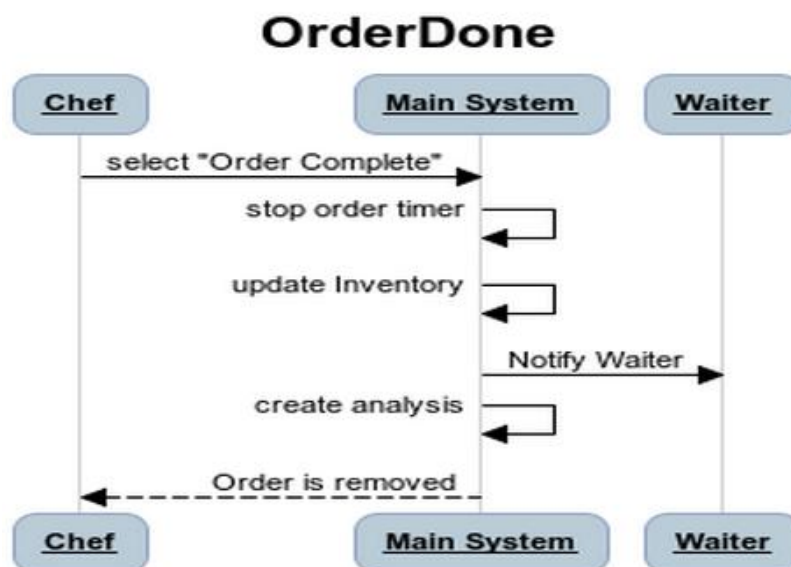 OrderDone
Chef Main System Waiter
select "Order Complete"
stop order timer
update Inventory
Notify Waiter
create analysis
Order is removed
Chef Main System Waiter